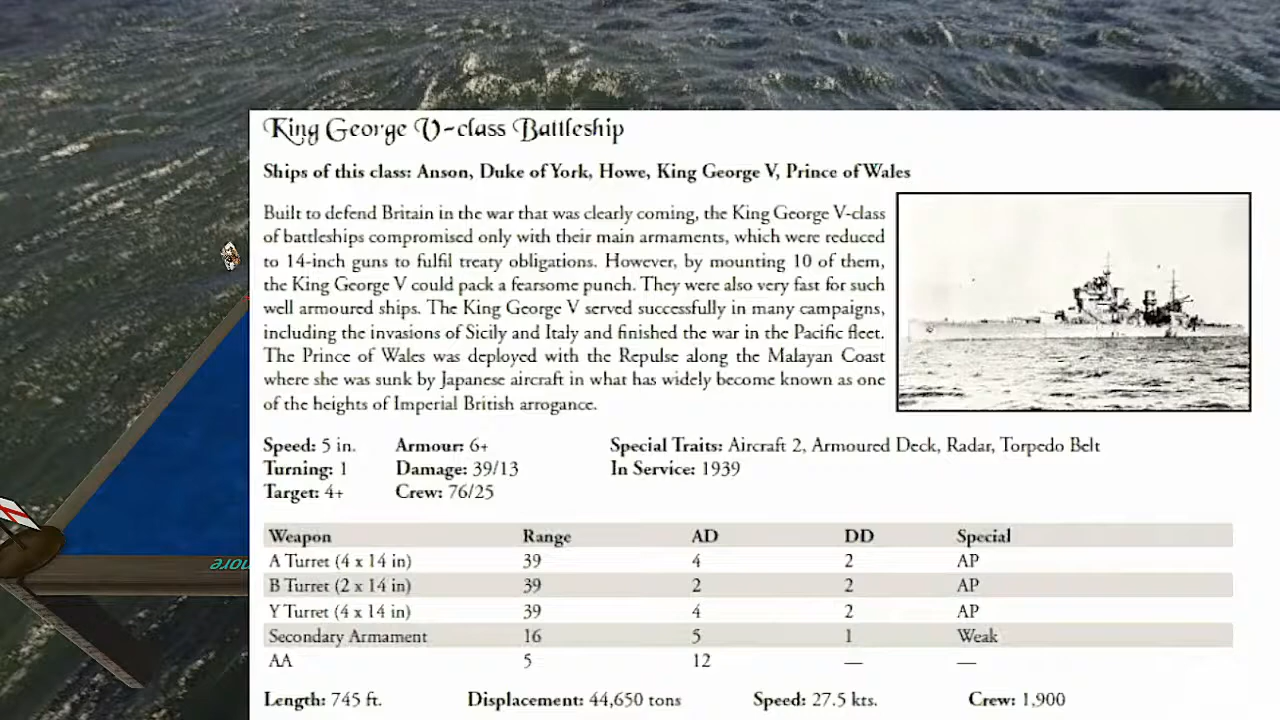 King George V-class Battleship
Ships of this class: Anson, Duke of York, Howe, King George V, Prince of Wales
Built to defend Britain in the war that was clearly coming, the King George V-class
of battleships compromised only with their main armaments, which were reduced
to 14-inch guns to fulfil treaty obligations. However, by mounting 10 of them,
the King George V could pack a fearsome punch. They were also very fast for such
well armoured ships. The King George V served successfully in many campaigns,
including the invasions of Sicily and Italy and finished the war in the Pacific fleet.
The Prince of Wales was deployed with the Repulse along the Malayan Coast
where she was sunk by Japanese aircraft in what has widely become known as one
of the heights of Imperial British arrogance.
Speed: 5 in. Armour: 6+ Special Traits: Aircraft 2, Armoured Deck, Radar, Torpedo Belt
Turning: 1 Damage: 39/13 In Service: 1939
Target: 4+ Crew: 76/25
Weapon Range AD DD Special
A Turret (4 x 14 in) 39 4 2 AP
B Turret (2 x 14 in) 39 2 2 AP
Y Turret (4 x 14 in) 39 4 2 AP
Secondary Armament 16 5 1 Weak
AA 5 12 — —
Length: 745 ft. Displacement: 44,650 tons Speed: 27.5 kts. Crew: 1,900